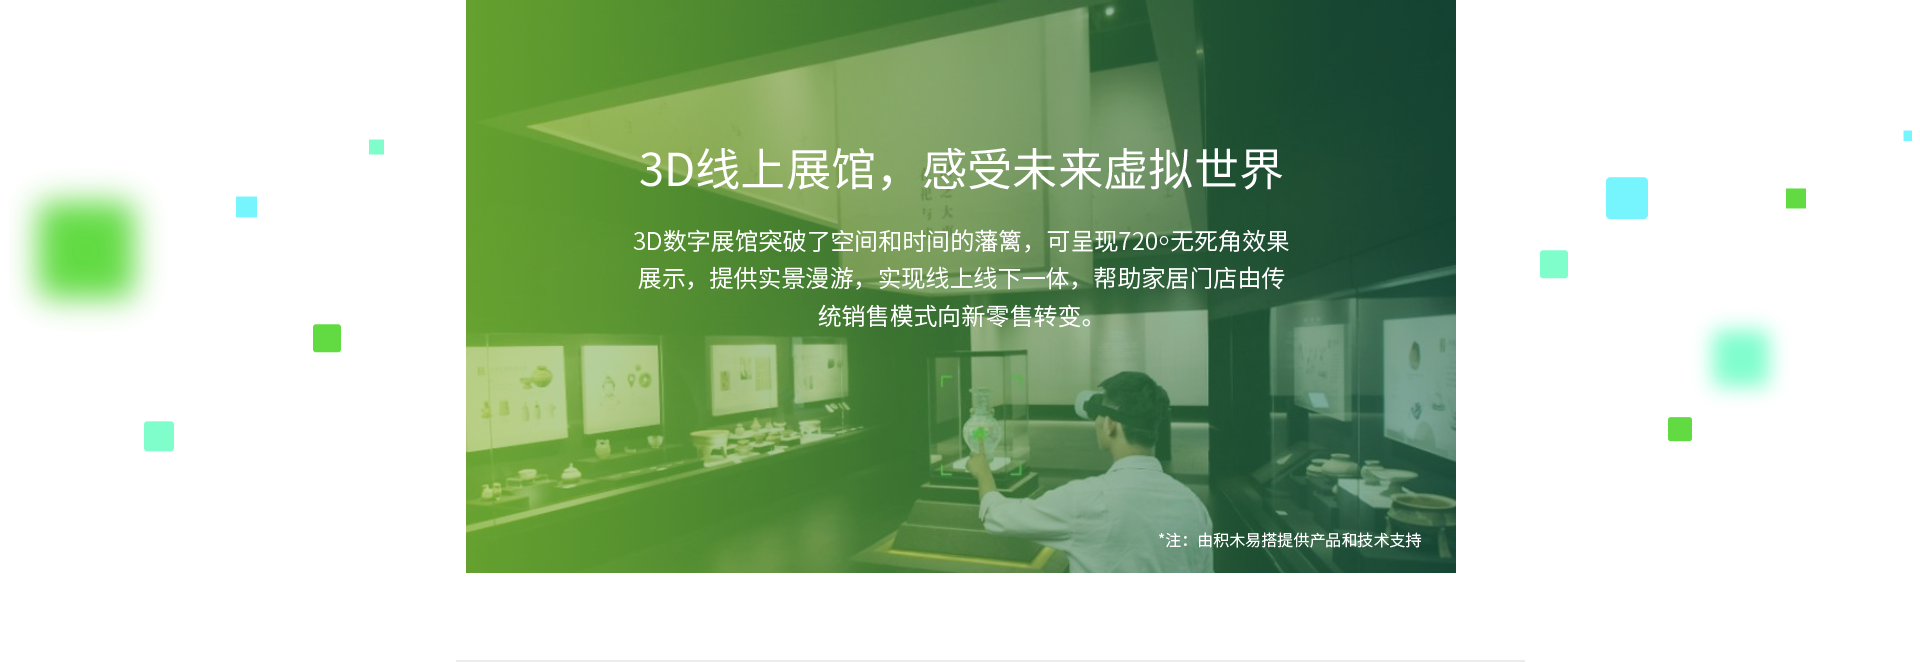 3D线上展馆，感受未来虚拟世界
3D数字展馆突破了空间和时间的藩篱，可呈现720°无死角效果
展示，提供实景漫游，实现线上线下一体，帮助家居门店由传
统销售模式向新零售转变。
*注：由积木易搭提供产品和技术支持